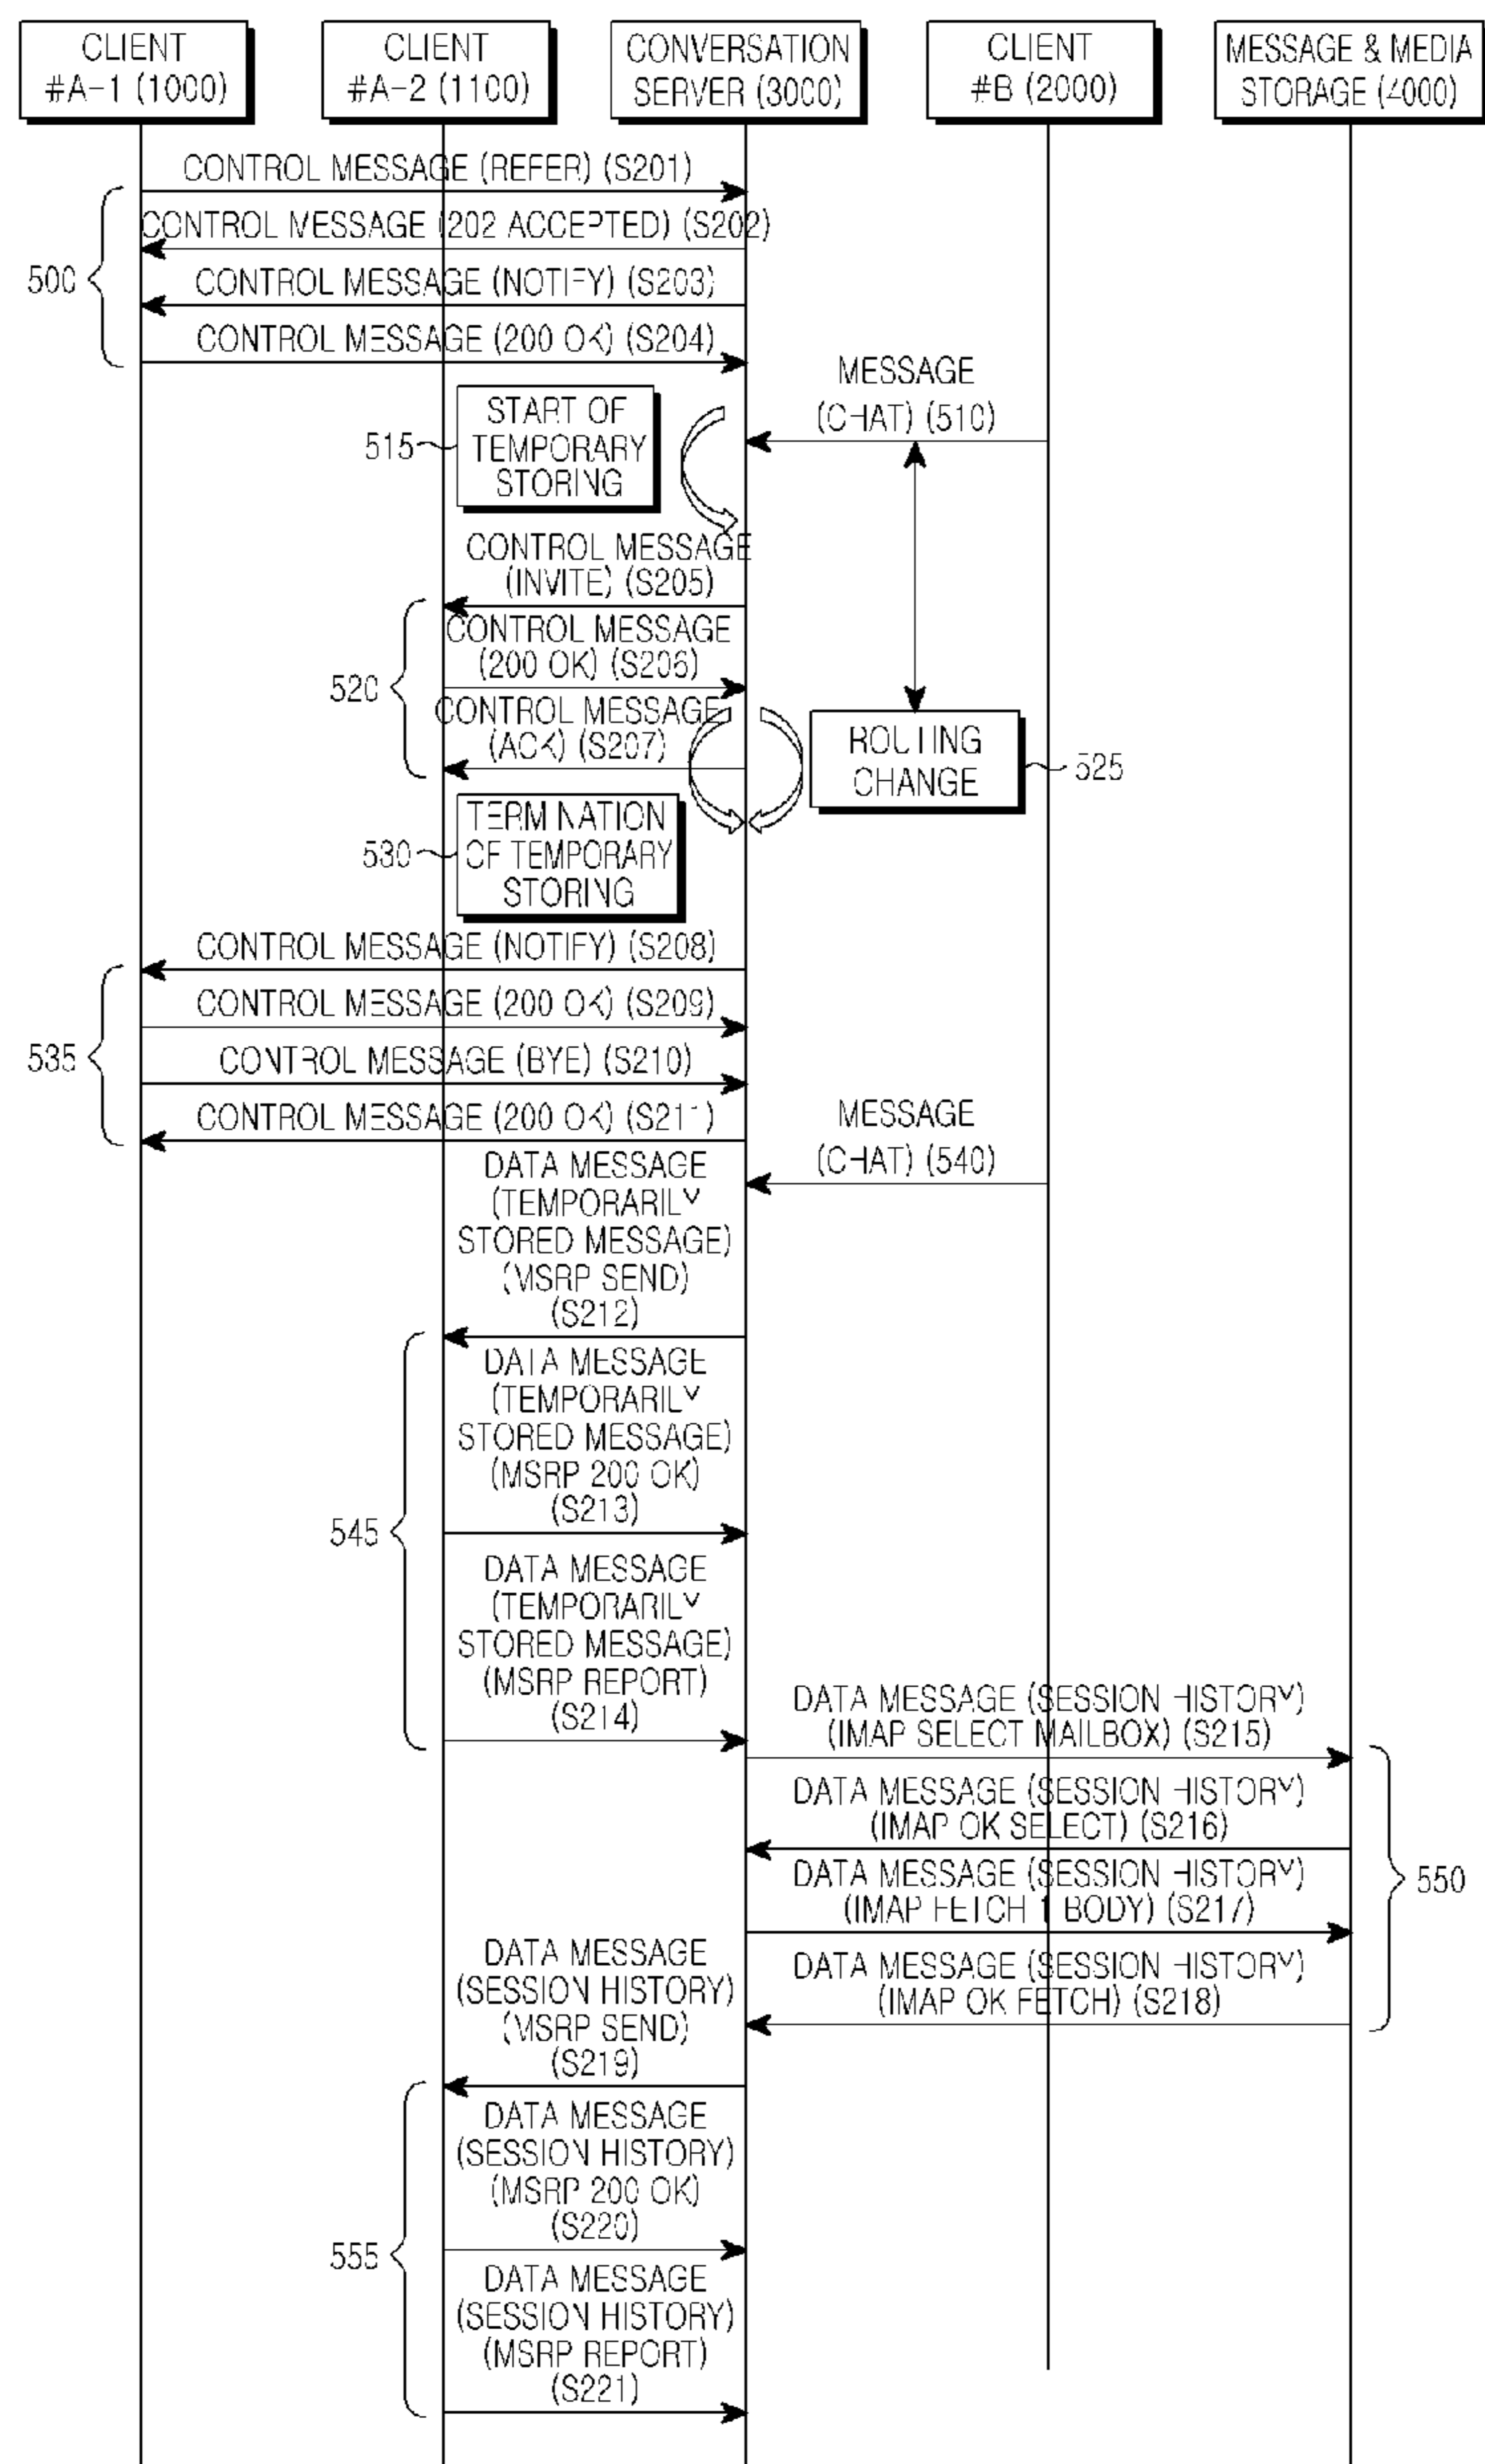 CLIENT
#A-1 (1000)
CLIENT
#A-2 (1100)
CONVERSATION
SERVER (3000)
CLIENT
#B (2000)
MESSAGE & MEDIA
STORAGE (4000)
CONTROL MESSAGE (REFER) (S201)
CONTROL MESSAGE (202 ACCEPTED) (S202)
500
CONTROL MESSAGE (NOTIFY) (S203)
CONTROL MESSAGE (200 OK) (S204)
MESSAGE
(CHAT) (510)
515
START OF
TEMPORARY
STORING
CONTROL MESSAGE
(INVITE) (S205)
520
CONTROL MESSAGE
(200 OK) (S206)
CONTROL MESSAGE
(ACK) (S207)
ROUTING
CHANGE
525
530
TERMINATION
OF TEMPORARY
STORING
CONTROL MESSAGE (NOTIFY) (S208)
CONTROL MESSAGE (200 OK) (S209)
535
CONTROL MESSAGE (BYE) (S210)
CONTROL MESSAGE (200 OK) (S211)
MESSAGE
(CHAT) (540)
DATA MESSAGE
(TEMPORARILY
STORED MESSAGE)
(MSRP SEND)
(S212)
545
DATA MESSAGE
(TEMPORARILY
STORED MESSAGE)
(MSRP 200 OK)
(S213)
DATA MESSAGE
(TEMPORARILY
STORED MESSAGE)
(MSRP REPORT)
(S214)
DATA MESSAGE (SESSION HISTORY)
(IMAP SELECT MAILBOX) (S215)
DATA MESSAGE (SESSION HISTORY)
(IMAP OK SELECT) (S216)
550
DATA MESSAGE (SESSION HISTORY)
(IMAP FETCH 1 BODY) (S217)
DATA MESSAGE (SESSION HISTORY)
(IMAP OK FETCH) (S218)
DATA MESSAGE
(SESSION HISTORY)
(MSRP SEND)
(S219)
555
DATA MESSAGE
(SESSION HISTORY)
(MSRP 200 OK)
(S220)
DATA MESSAGE
(SESSION HISTORY)
(MSRP REPORT)
(S221)